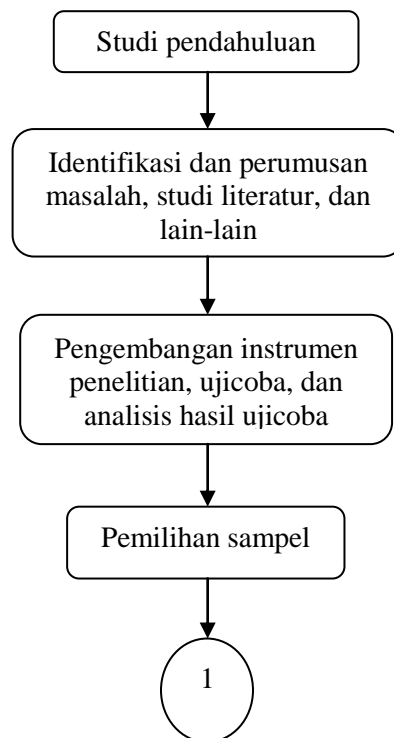 Studi pendahuluan
Identifikasi dan perumusan
masalah, studi literatur, dan
lain-lain
Pengembangan instrumen
penelitian, ujicoba, dan
analisis hasil ujicoba
Pemilihan sampel
1